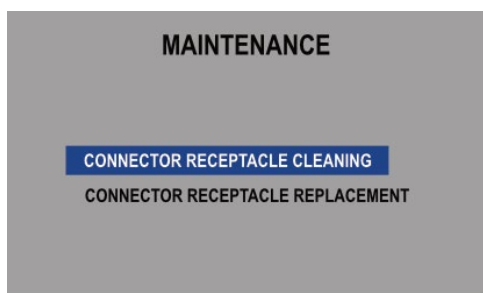 MAINTENANCE
CONNECTOR RECEPTACLE CLEANING
CONNECTOR RECEPTACLE REPLACEMENT